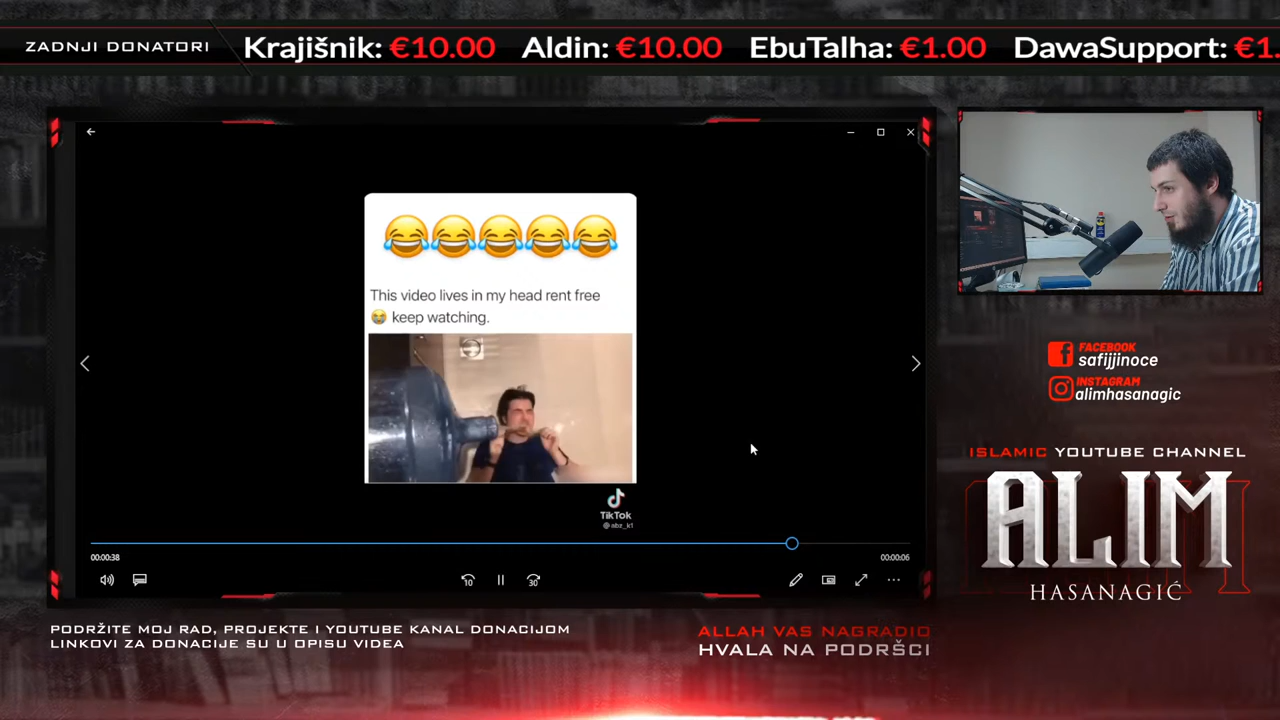 ZADNJI DONATORI
Krajišnik: €10.00 Aldin: €10.00 EbuTalha: €1.00 DawaSupport: €1.
😂😂😂😂😂
This video lives in my head rent free
😭 keep watching.
TikTok
@abz_k1
00:00:38
00:00:06
10
30
FACEBOOK
safijjinoce
INSTAGRAM
alimhasanagic
ISLAMIC YOUTUBE CHANNEL
ALIM
HASANAGIĆ
PODRŽITE MOJ RAD, PROJEKTE I YOUTUBE KANAL DONACIJOM
LINKOVI ZA DONACIJE SU U OPISU VIDEA
ALLAH VAS NAGRADIO
HVALA NA PODRŠCI